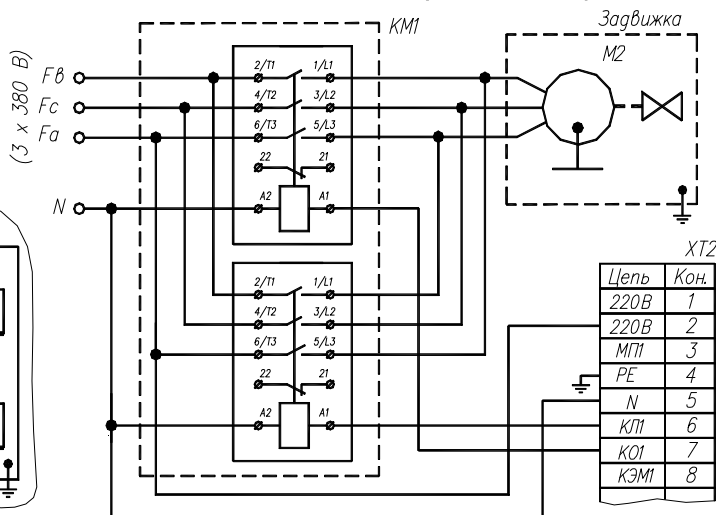 KM1
Задвижка
M2
(3 x 380 В)
Fв
Fc
Fa
N
2/T1 1/L1
4/T2 3/L2
6/T3 5/L3
22 21
A2 A1
2/T1 1/L1
4/T2 3/L2
6/T3 5/L3
22 21
A2 A1
XT2
Цепь Кон.
220В 1
220В 2
МП1 3
PE 4
N 5
КЛ1 6
КО1 7
КЭМ1 8